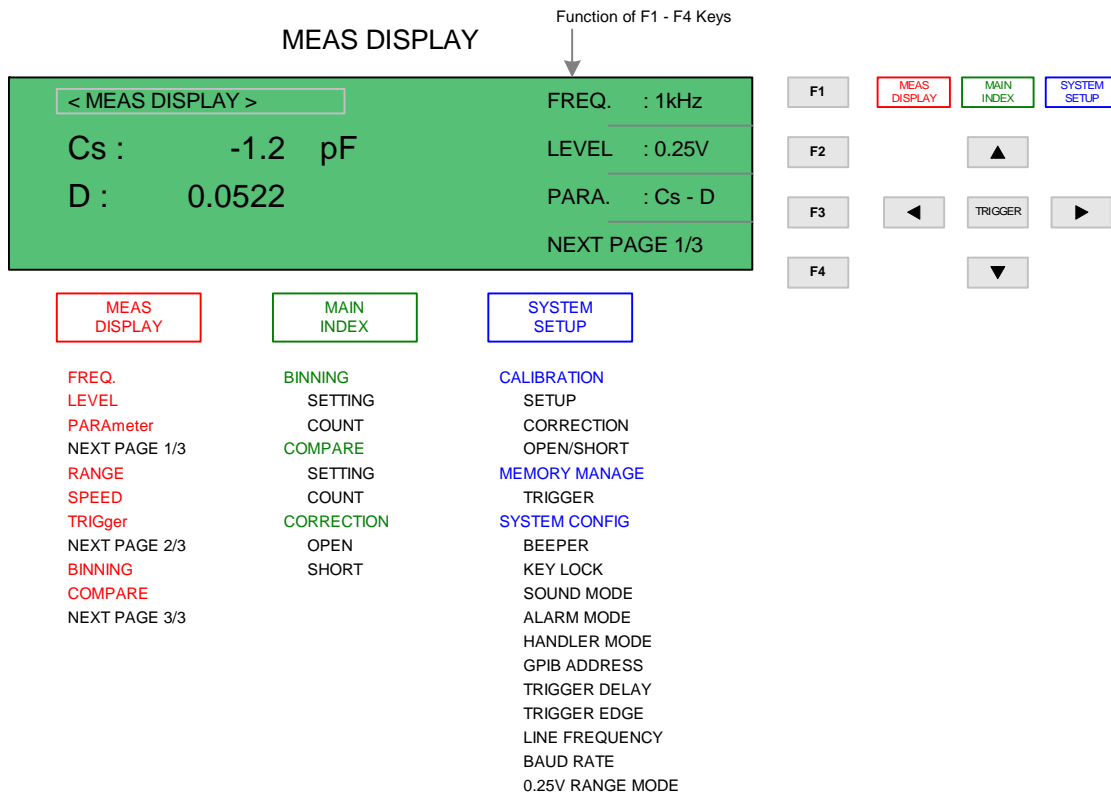 Function of F1 - F4 Keys
MEAS DISPLAY
< MEAS DISPLAY >
Cs : -1.2 pF
D : 0.0522
FREQ. : 1kHz
LEVEL : 0.25V
PARA. : Cs - D
NEXT PAGE 1/3
F1
F2
F3
F4
MEAS
DISPLAY
MAIN
INDEX
SYSTEM
SETUP
▲
◀ TRIGGER ▶
▼
MEAS
DISPLAY
FREQ.
LEVEL
PARAmeter
NEXT PAGE 1/3
RANGE
SPEED
TRIGger
NEXT PAGE 2/3
BINNING
COMPARE
NEXT PAGE 3/3
MAIN
INDEX
BINNING
SETTING
COUNT
COMPARE
SETTING
COUNT
CORRECTION
OPEN
SHORT
SYSTEM
SETUP
CALIBRATION
SETUP
CORRECTION
OPEN/SHORT
MEMORY MANAGE
TRIGGER
SYSTEM CONFIG
BEEPER
KEY LOCK
SOUND MODE
ALARM MODE
HANDLER MODE
GPIB ADDRESS
TRIGGER DELAY
TRIGGER EDGE
LINE FREQUENCY
BAUD RATE
0.25V RANGE MODE